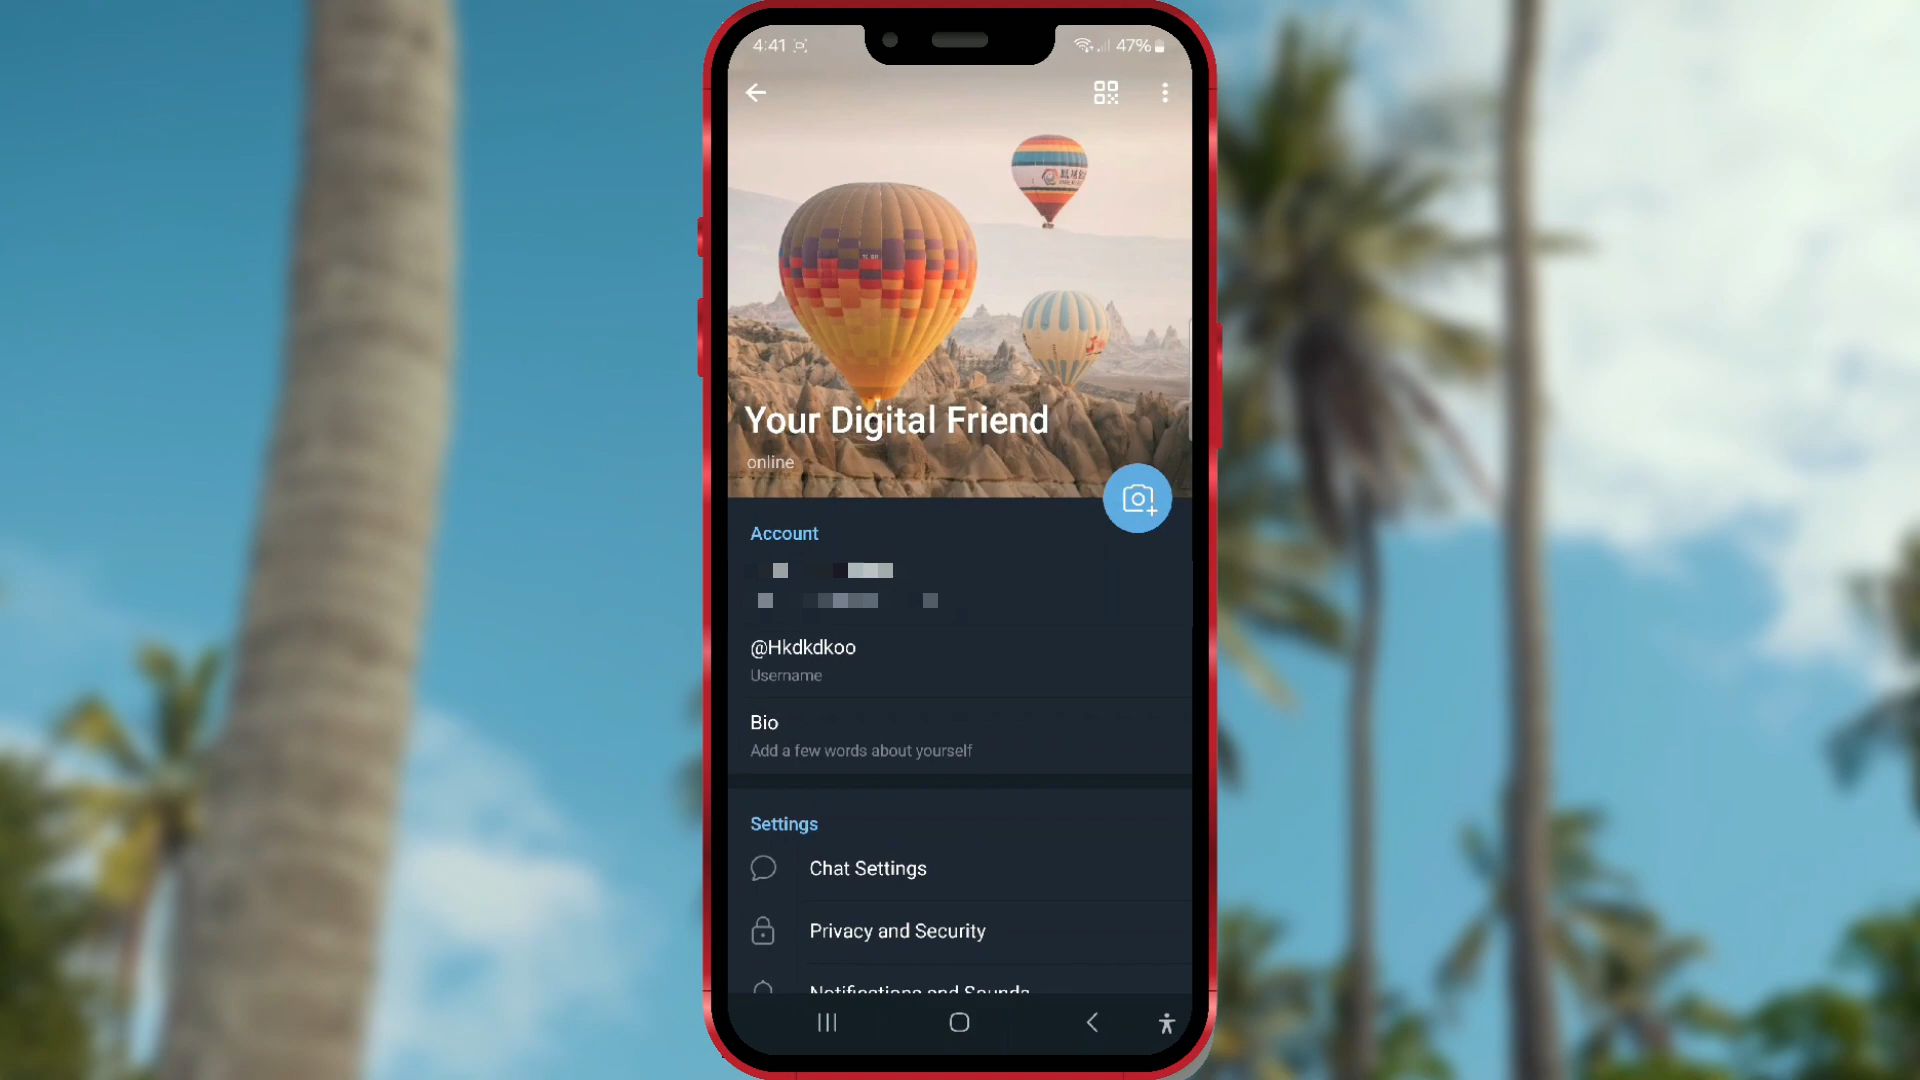 4:41
47%
Your Digital Friend
online
Account
@Hkdkdkoo
Username
Bio
Add a few words about yourself
Settings
Chat Settings
Privacy and Security
Notifications and Sounds